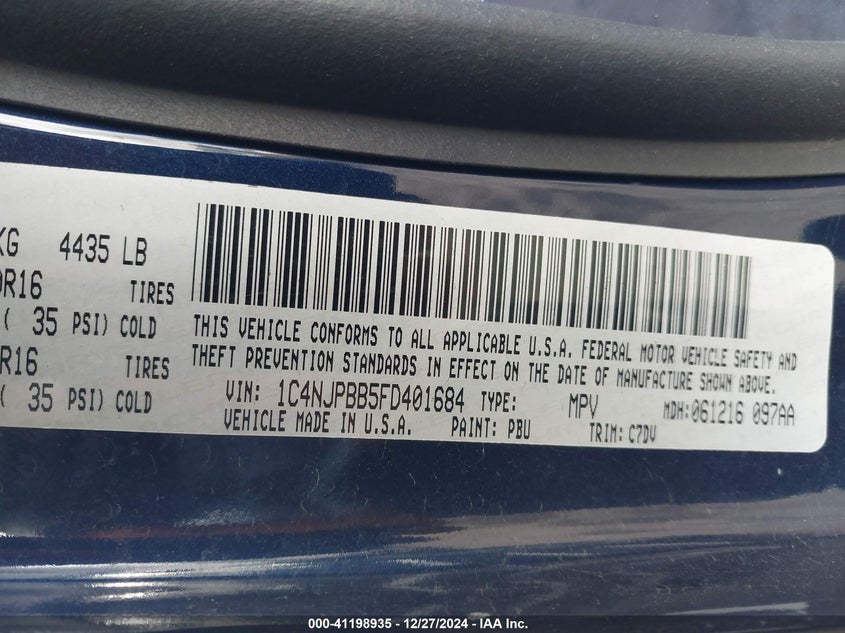 KG 4435 LB
R16 TIRES
( 35 PSI) COLD
R16 TIRES
( 35 PSI) COLD
THIS VEHICLE CONFORMS TO ALL APPLICABLE U.S.A. FEDERAL MOTOR VEHICLE SAFETY AND
THEFT PREVENTION STANDARDS IN EFFECT ON THE DATE OF MANUFACTURE SHOWN ABOVE.
VIN: 1C4NJPBB5FD401684 TYPE: MPV MDH: 061216 097AA
VEHICLE MADE IN U.S.A. PAINT: PBU TRIM: C7DV
000-41198935 - 12/27/2024 - IAA Inc.